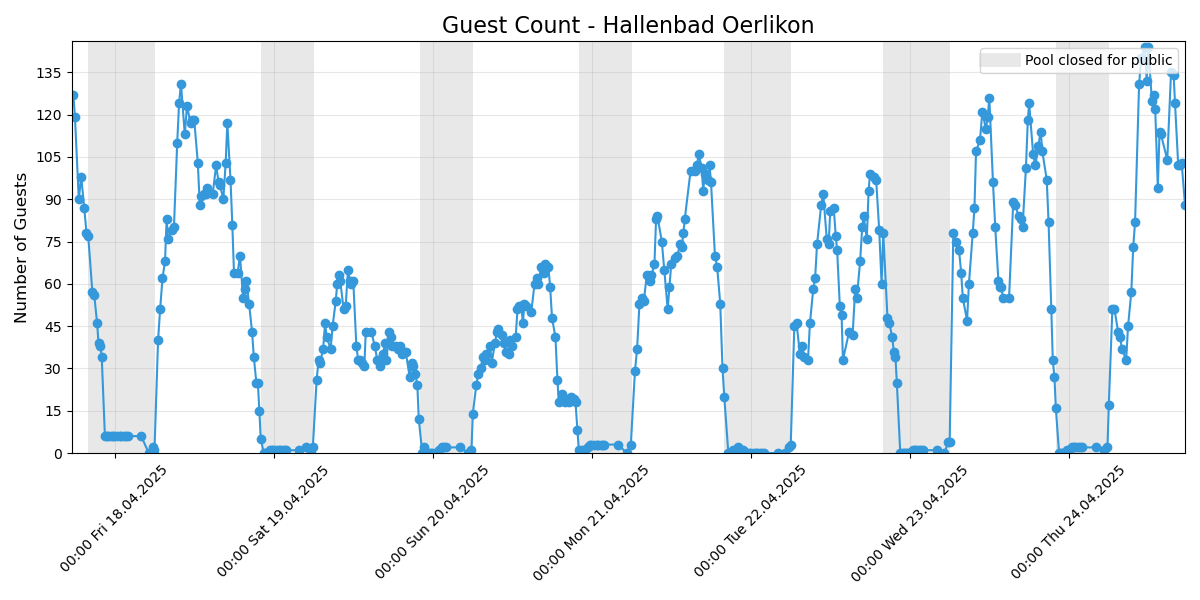 Guest Count - Hallenbad Oerlikon
Pool closed for public
Number of Guests
135
120
105
90
75
60
45
30
15
0
00:00 Fri 18.04.2025
00:00 Sat 19.04.2025
00:00 Sun 20.04.2025
00:00 Mon 21.04.2025
00:00 Tue 22.04.2025
00:00 Wed 23.04.2025
00:00 Thu 24.04.2025